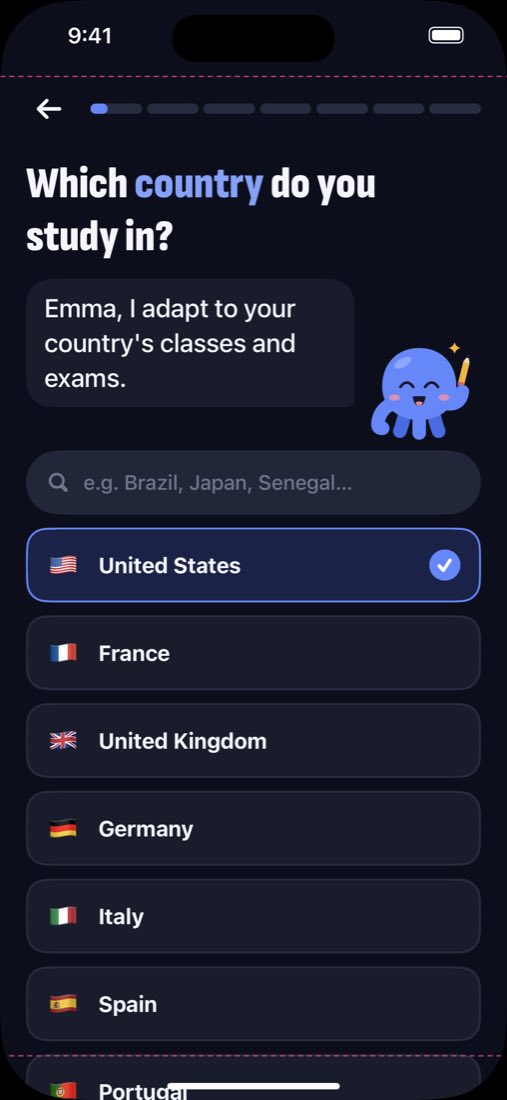 9:41
Which country do you
study in?
Emma, I adapt to your
country's classes and
exams.
e.g. Brazil, Japan, Senegal...
United States
France
United Kingdom
Germany
Italy
Spain
Portugal